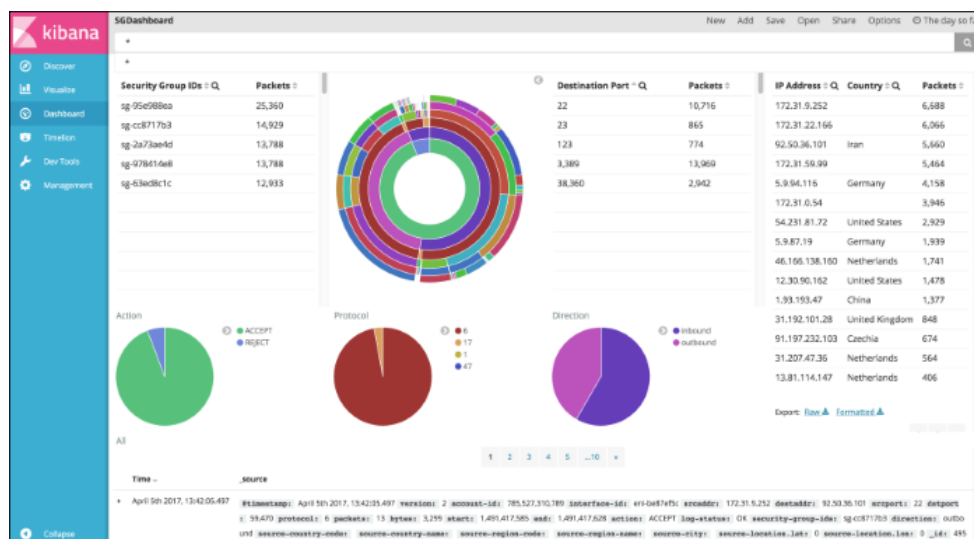 kibana
Discover
Visualize
Dashboard
Timelion
Dev Tools
Management
Collapse
SGDashboard
New Add Save Open Share Options The day so fa
*
*
Security Group IDs Packets
sg-95e988ea 25,360
sg-cc8717b3 14,929
sg-2a73ae4d 13,788
sg-978414e8 13,788
sg-63ed8c1c 12,933
Destination Port Packets
22 10,716
23 865
123 774
3,389 13,969
38,360 2,942
IP Address Country Packets
172.31.9.252 6,688
172.31.22.166 6,066
92.50.36.101 Iran 5,660
172.31.59.99 5,464
5.9.94.116 Germany 4,158
172.31.0.54 3,946
54.231.81.72 United States 2,929
5.9.87.19 Germany 1,939
46.166.138.160 Netherlands 1,741
12.30.90.162 United States 1,478
1.93.193.47 China 1,377
31.192.101.28 United Kingdom 848
91.197.232.103 Czechia 674
31.207.47.36 Netherlands 564
13.81.114.147 Netherlands 406
Export: Raw Formatted
Action
ACCEPT
REJECT
Protocol
6
17
1
47
Direction
inbound
outbound
All
1 2 3 4 5 ...10 »
Time _source
April 5th 2017, 13:42:05.497 @timestamp: April 5th 2017, 13:42:05.497 version: 2 account-id: 785,527,310,789 interface-id: eni-be87ef5c srcaddr: 172.31.9.252 destaddr: 92.50.36.101 srcport: 22 dstport
: 59,470 protocol: 6 packets: 13 bytes: 3,299 start: 1,491,417,585 end: 1,491,417,628 action: ACCEPT log-status: OK security-group-ids: sg-cc8717b3 direction: outbo
und source-country-code: source-country-name: source-region-code: source-region-name: source-city: source-location.lat: 0 source-location.lon: 0 _id: 495